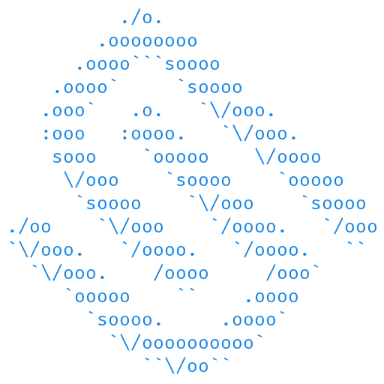 ./o.
.oooooooo
.oooo```soooo
.oooo` `soooo
.ooo` .o. `\/ooo.
:ooo :oooo. `\/ooo.
sooo `ooooo \/oooo
\/ooo `soooo `ooooo
`soooo `\/ooo `soooo
./oo `\/ooo `/oooo. `/ooo
`\/ooo. `/oooo. `/oooo. ``
`\/ooo. /oooo /ooo`
`ooooo `` .oooo
`soooo. .oooo`
`\/oooooooooo`
``\/oo``